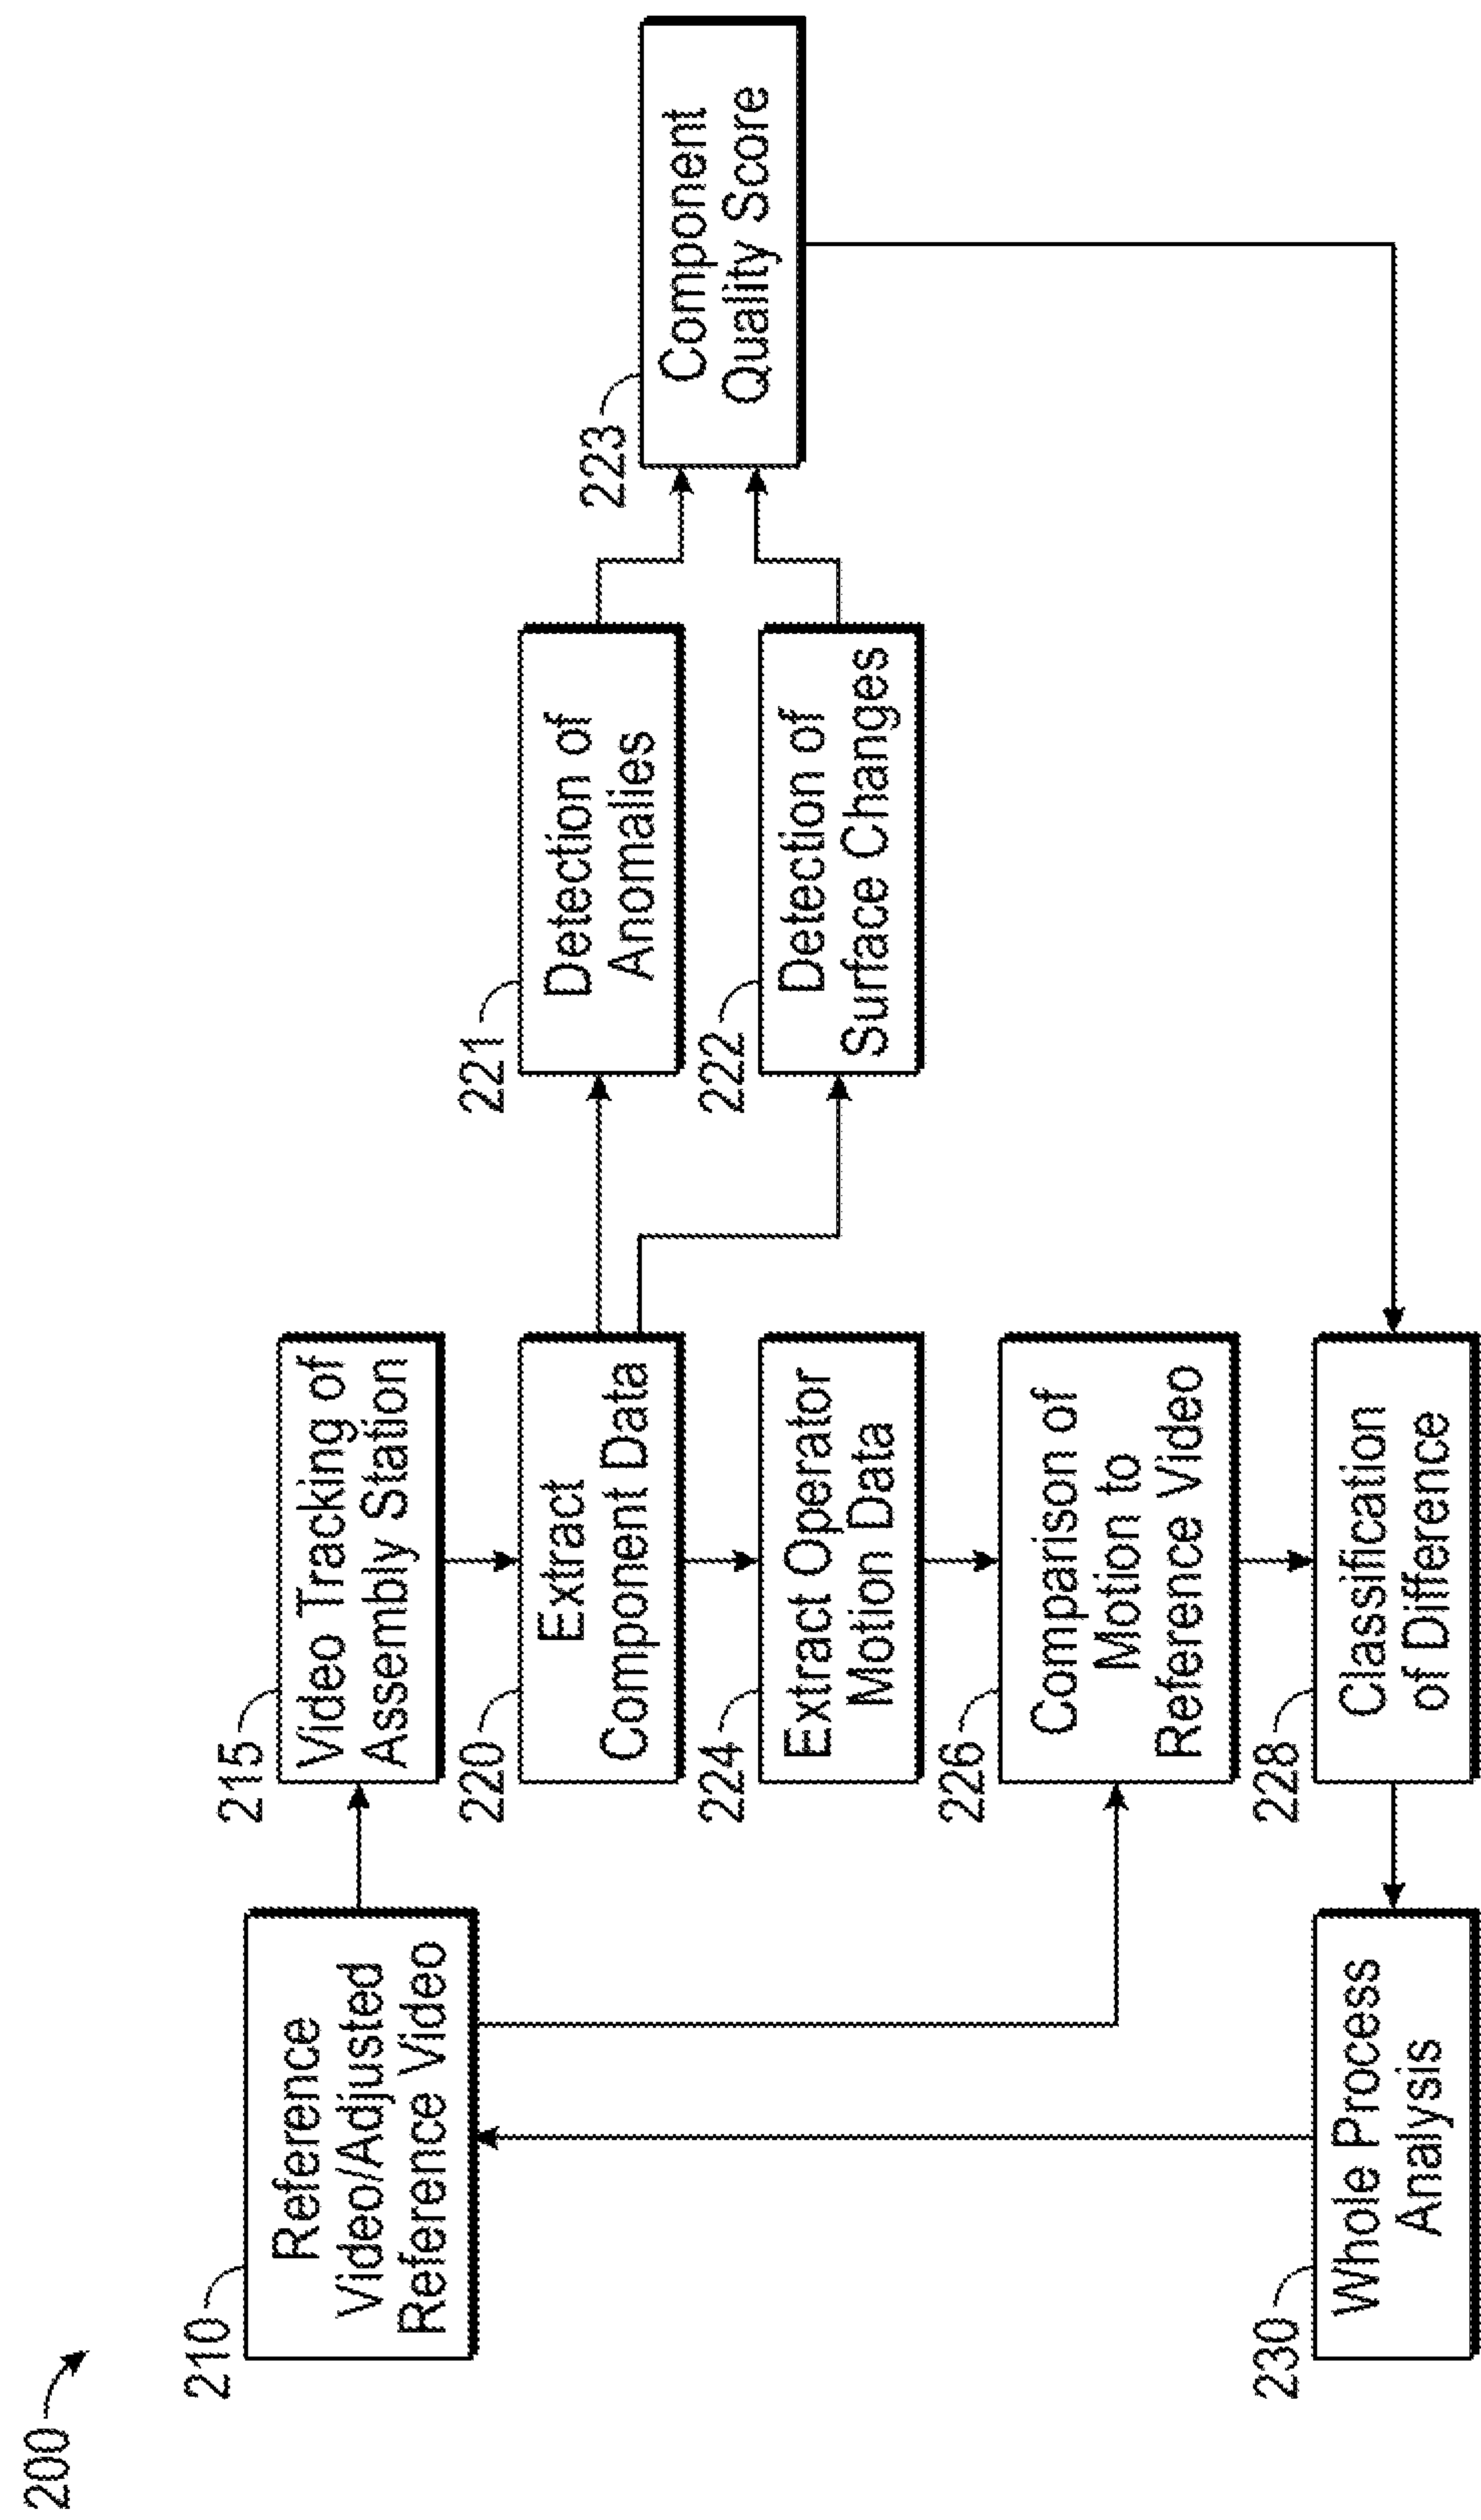 200
210
Reference
Video/Adjusted
Reference Video
215
Video Tracking of
Assembly Station
220
Extract
Component Data
221
Detection of
Anomalies
222
Detection of
Surface Changes
223
Component
Quality Score
224
Extract Operator
Motion Data
226
Comparison of
Motion to
Reference Video
228
Classification
of Difference
230
Whole Process
Analysis